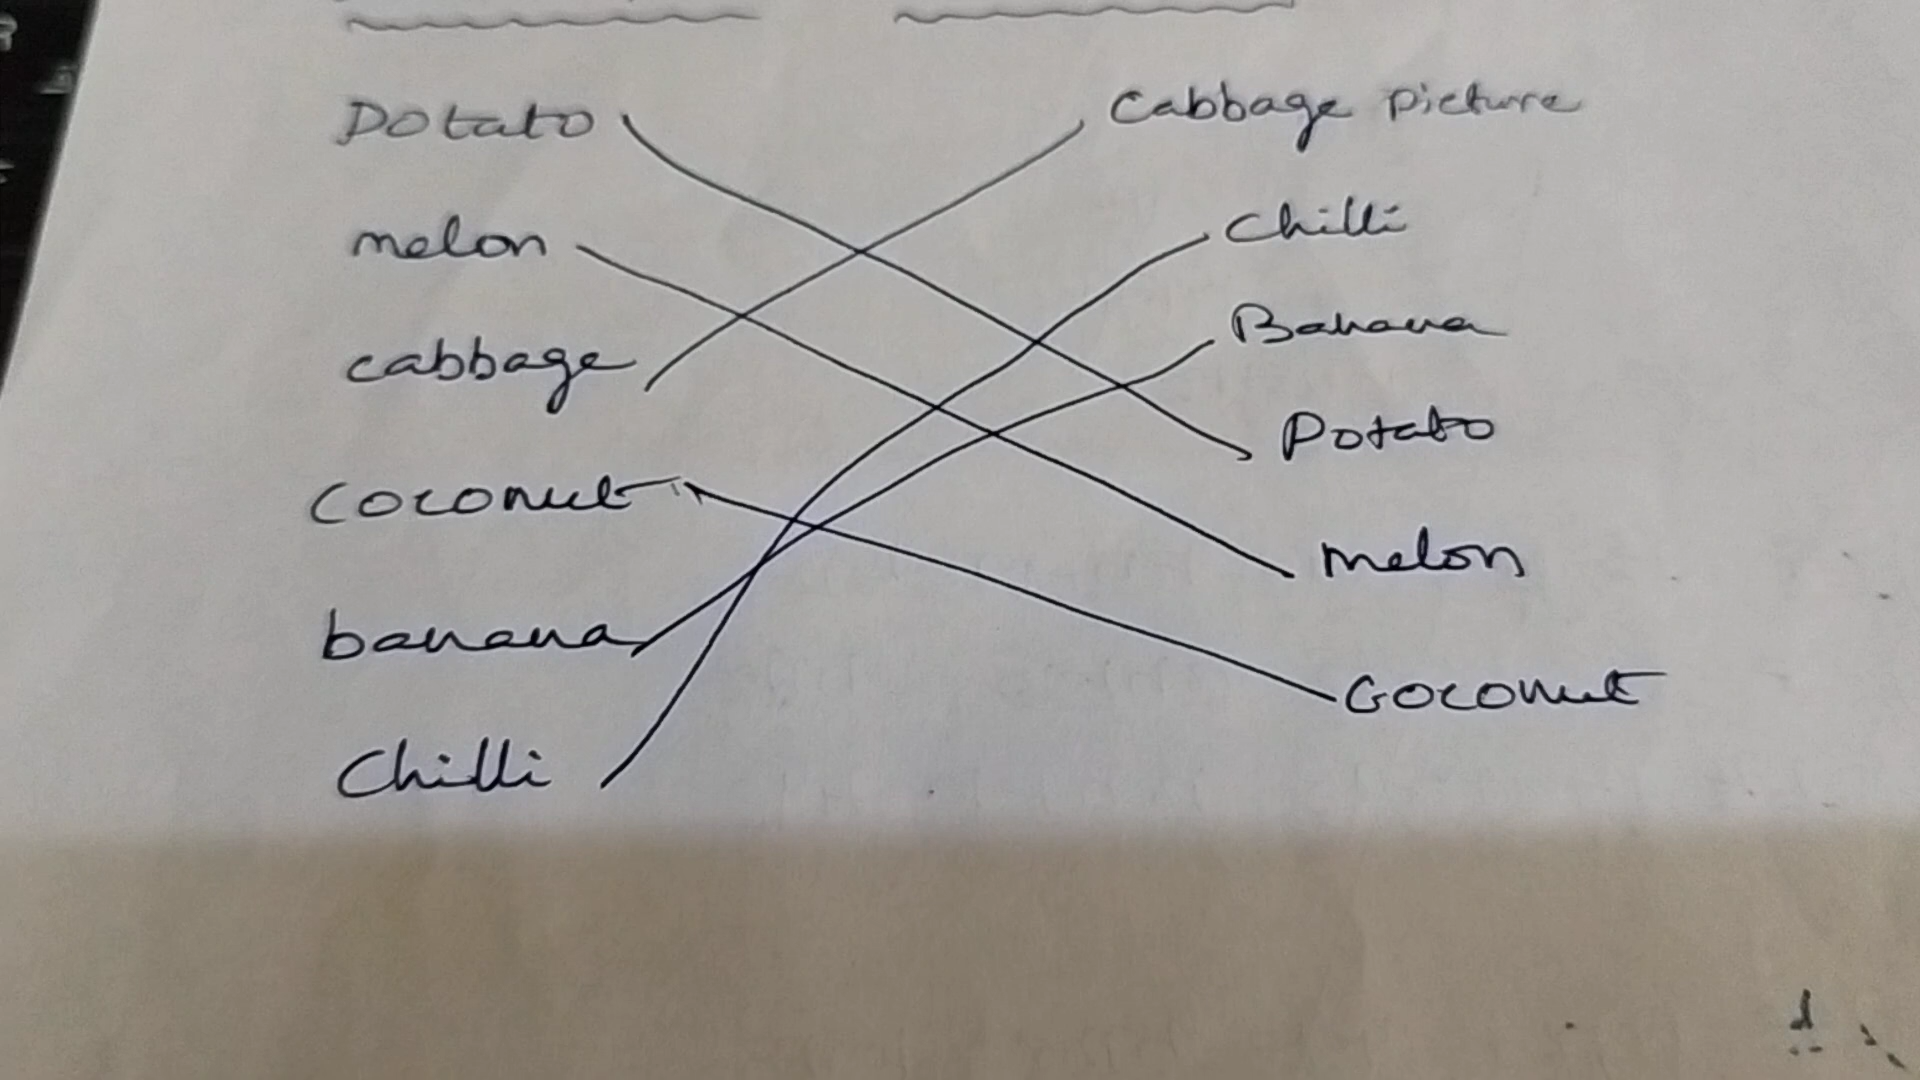 Potato Cabbage Picture
melon Chilli
cabbage Banana
Coconut Potato
banana melon
Chilli Coconut